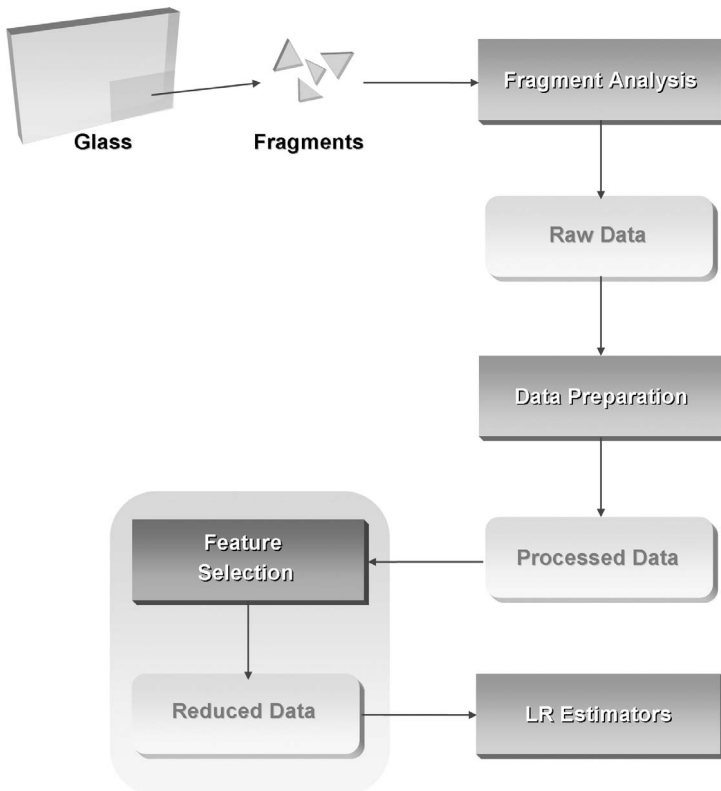 Glass
Fragments
Fragment Analysis
Raw Data
Data Preparation
Processed Data
Feature
Selection
Reduced Data
LR Estimators